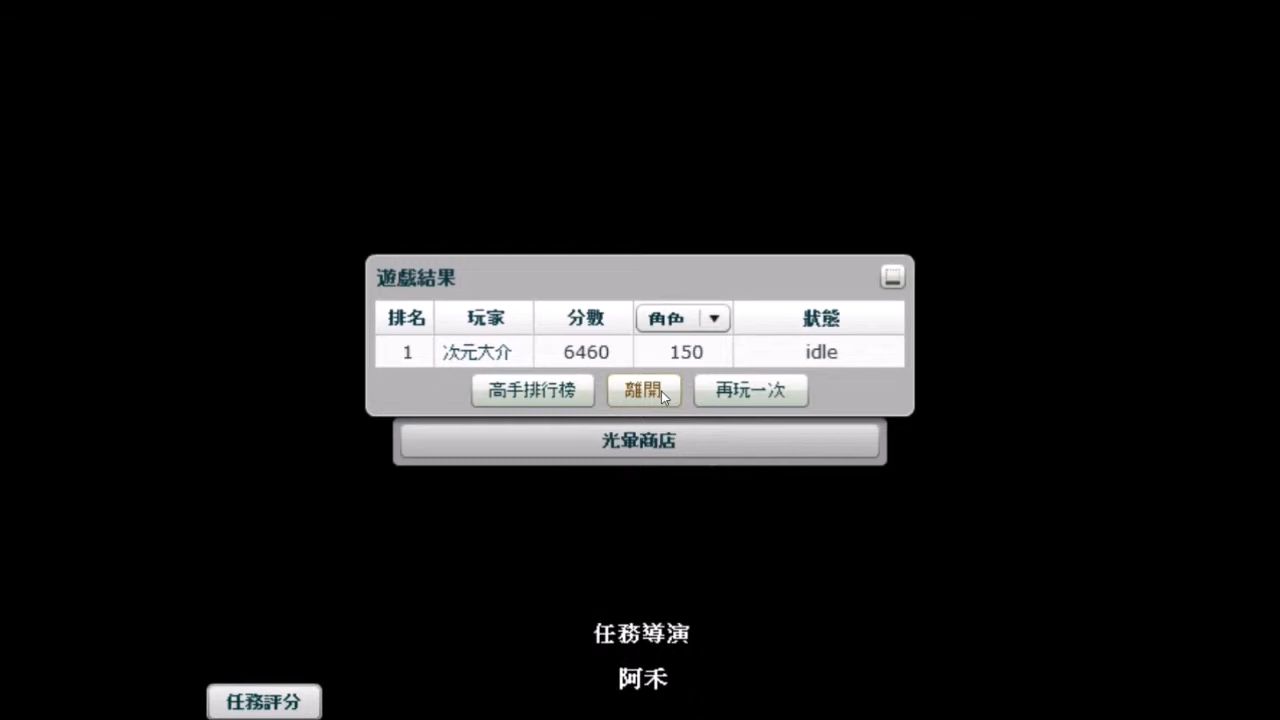 遊戲結果
排名 玩家 分數 角色 狀態
1 次元大介 6460 150 idle
高手排行榜 離開 再玩一次
光暈商店
任務導演
阿禾
任務評分